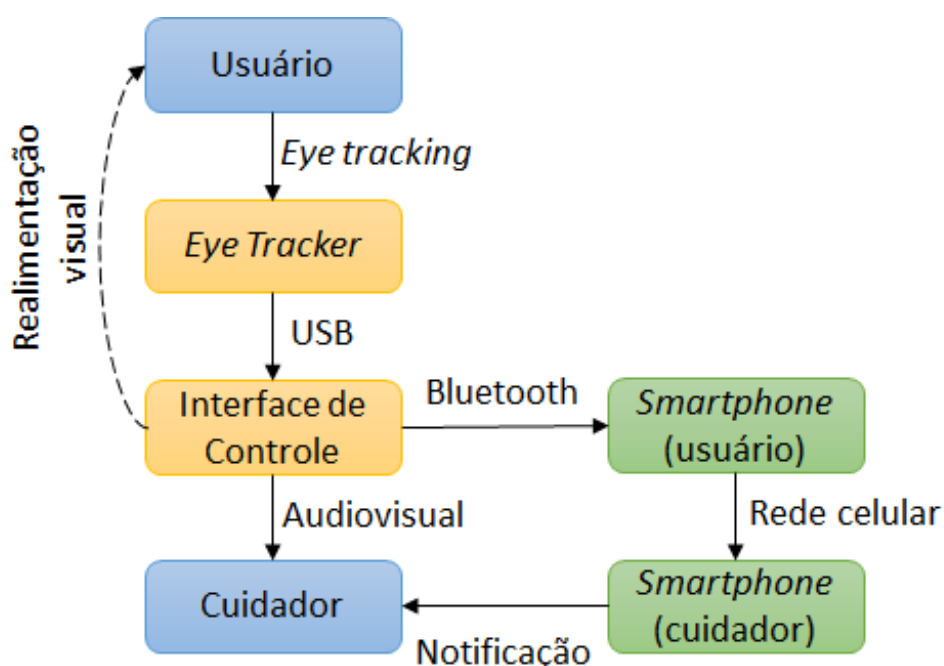 Usuário
Realimentação
visual
Eye tracking
Eye Tracker
USB
Interface de
Controle
Bluetooth
Smartphone
(usuário)
Audiovisual
Rede celular
Cuidador
Smartphone
(cuidador)
Notificação